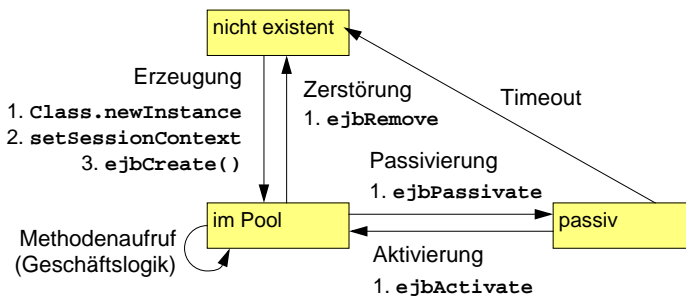 nicht existent
Erzeugung
1. Class.newInstance
2. setSessionContext
3. ejbCreate()
Zerstörung
1. ejbRemove
Timeout
Passivierung
1. ejbPassivate
im Pool
passiv
Methodenaufruf
(Geschäftslogik)
Aktivierung
1. ejbActivate